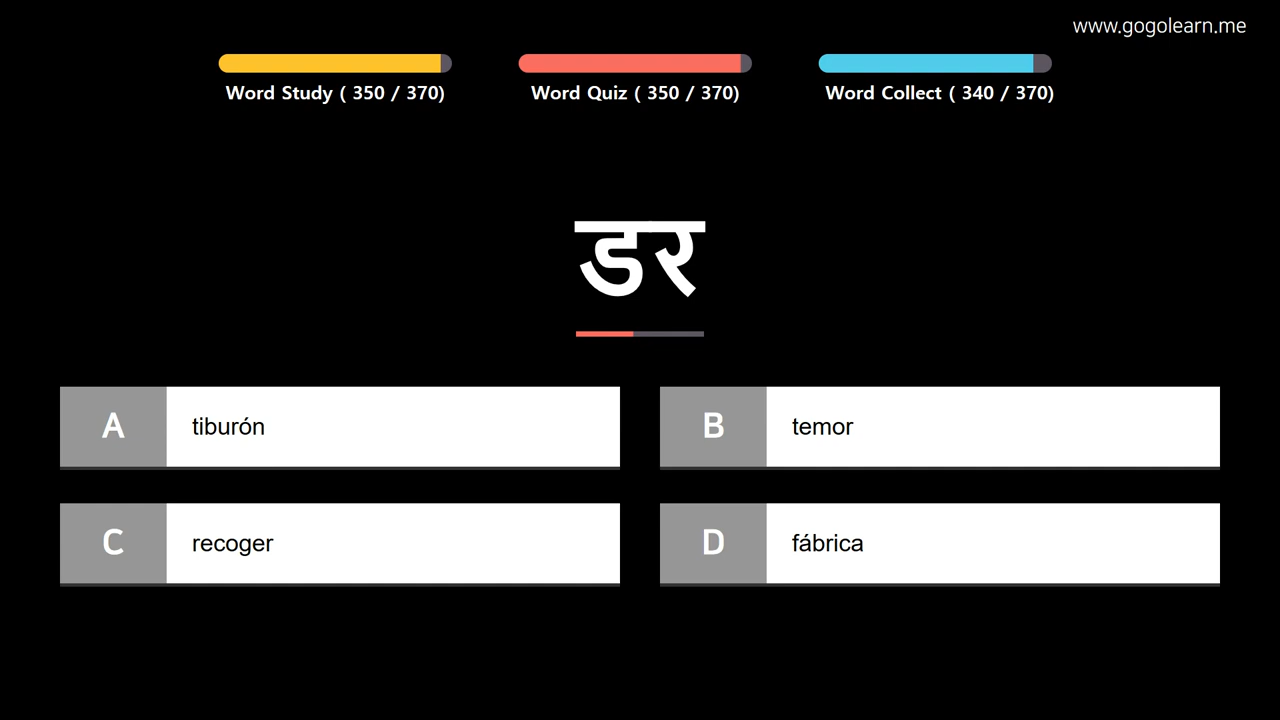 www.gogolearn.me
Word Study ( 350 / 370)
Word Quiz ( 350 / 370)
Word Collect ( 340 / 370)
डर
A tiburón
B temor
C recoger
D fábrica